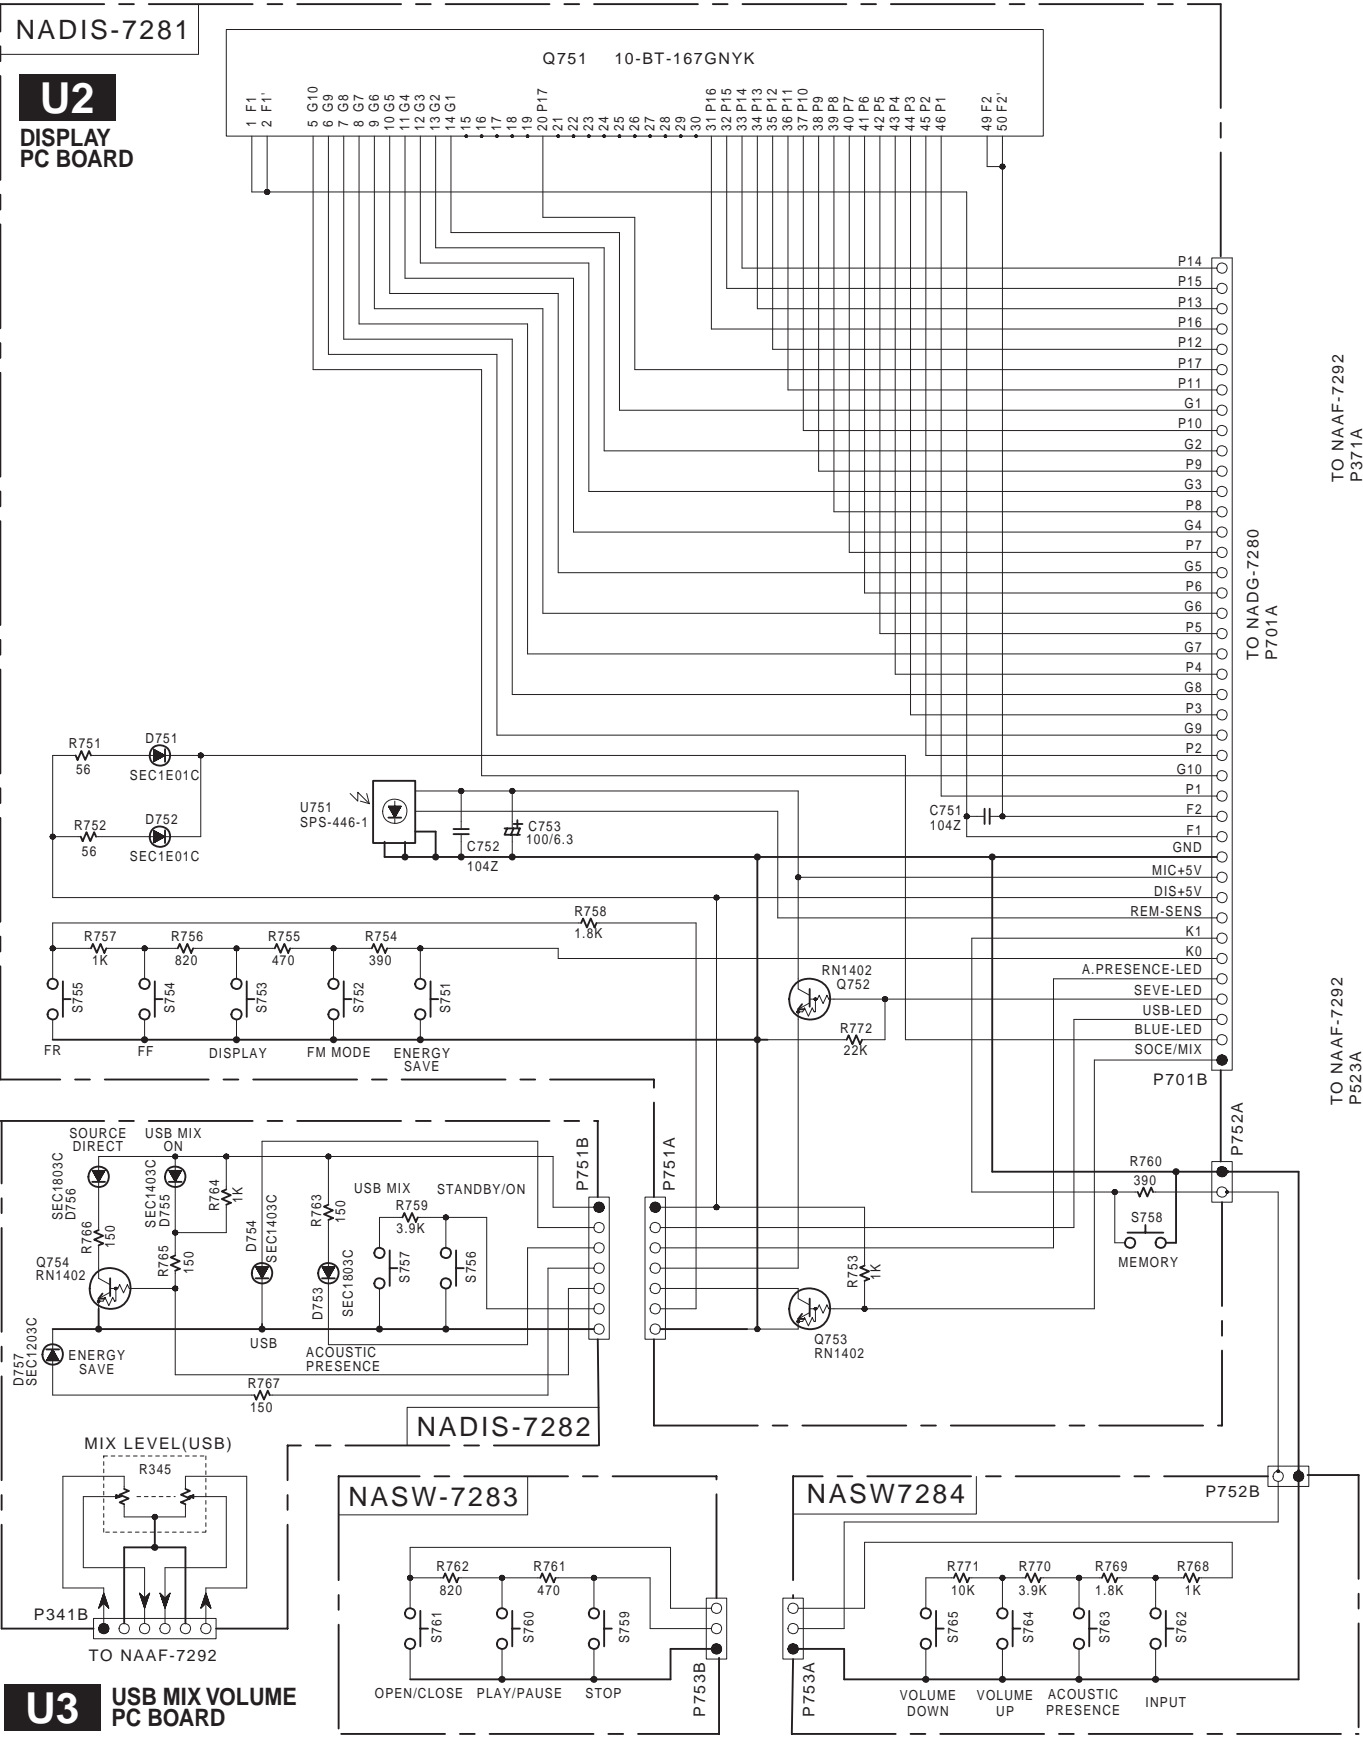 NADIS-7281
U2
DISPLAY
PC BOARD
Q751 10-BT-167GNYK
1 F1
2 F1'
5 G10
6 G9
7 G8
8 G7
9 G6
10 G5
11 G4
12 G3
13 G2
14 G1
15
16
17
18
19
20 P17
21
22
23
24
25
26
27
28
29
30
31 P16
32 P15
33 P14
34 P13
35 P12
36 P11
37 P10
38 P9
39 P8
40 P7
41 P6
42 P5
43 P4
44 P3
45 P2
46 P1
49 F2
50 F2'
P14
P15
P13
P16
P12
P17
P11
G1
P10
G2
P9
G3
P8
G4
P7
G5
P6
G6
P5
G7
P4
G8
P3
G9
P2
G10
P1
F2
F1
GND
MIC+5V
DIS+5V
REM-SENS
K1
K0
A.PRESENCE-LED
SEVE-LED
USB-LED
BLUE-LED
SOCE/MIX
P701B
TO NADG-7280
P701A
TO NAAF-7292
P371A
TO NAAF-7292
P523A
R751
56
D751
SEC1E01C
R752
56
D752
SEC1E01C
U751
SPS-446-1
C752
104Z
C753
100/6.3
+
C751
104Z
R758
1.8K
R757
1K
R756
820
R755
470
R754
390
S755
S754
S753
S752
S751
FR
FF
DISPLAY
FM MODE
ENERGY
SAVE
RN1402
Q752
R772
22K
SOURCE
DIRECT
USB MIX
ON
SEC1803C
D756
SEC1403C
D755
R764
1K
R766
150
R765
150
Q754
RN1402
D754
SEC1403C
R763
150
D753
SEC1803C
USB MIX
R759
3.9K
STANDBY/ON
S757
S756
P751B
P751A
D757
SEC1203C
ENERGY
SAVE
USB
ACOUSTIC
PRESENCE
R767
150
NADIS-7282
R753
1K
Q753
RN1402
P752A
R760
390
S758
MEMORY
MIX LEVEL(USB)
R345
P341B
TO NAAF-7292
U3
USB MIX VOLUME
PC BOARD
NASW-7283
R762
820
R761
470
S761
S760
S759
OPEN/CLOSE
PLAY/PAUSE
STOP
P753B
NASW7284
P752B
R771
10K
R770
3.9K
R769
1.8K
R768
1K
S765
S764
S763
S762
P753A
VOLUME
DOWN
VOLUME
UP
ACOUSTIC
PRESENCE
INPUT